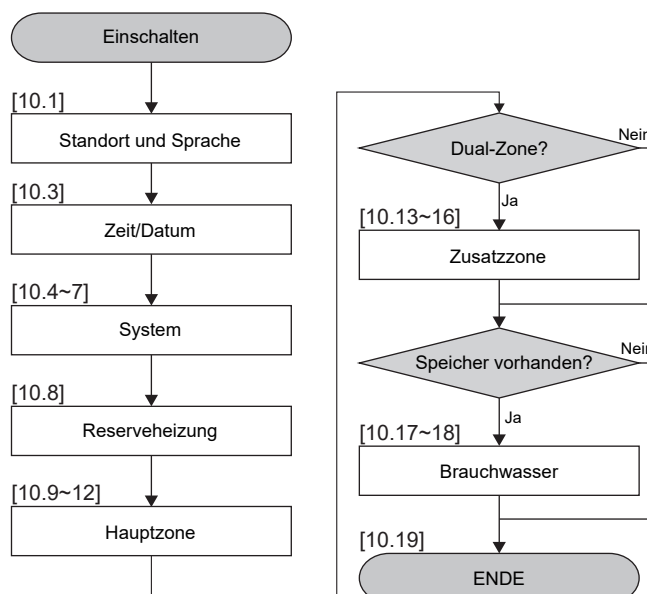 Einschalten
[10.1]
Standort und Sprache
[10.3]
Zeit/Datum
[10.4~7]
System
[10.8]
Reserveheizung
[10.9~12]
Hauptzone
Dual-Zone?
Nein
Ja
[10.13~16]
Zusatzzone
Speicher vorhanden?
Nein
Ja
[10.17~18]
Brauchwasser
[10.19]
ENDE